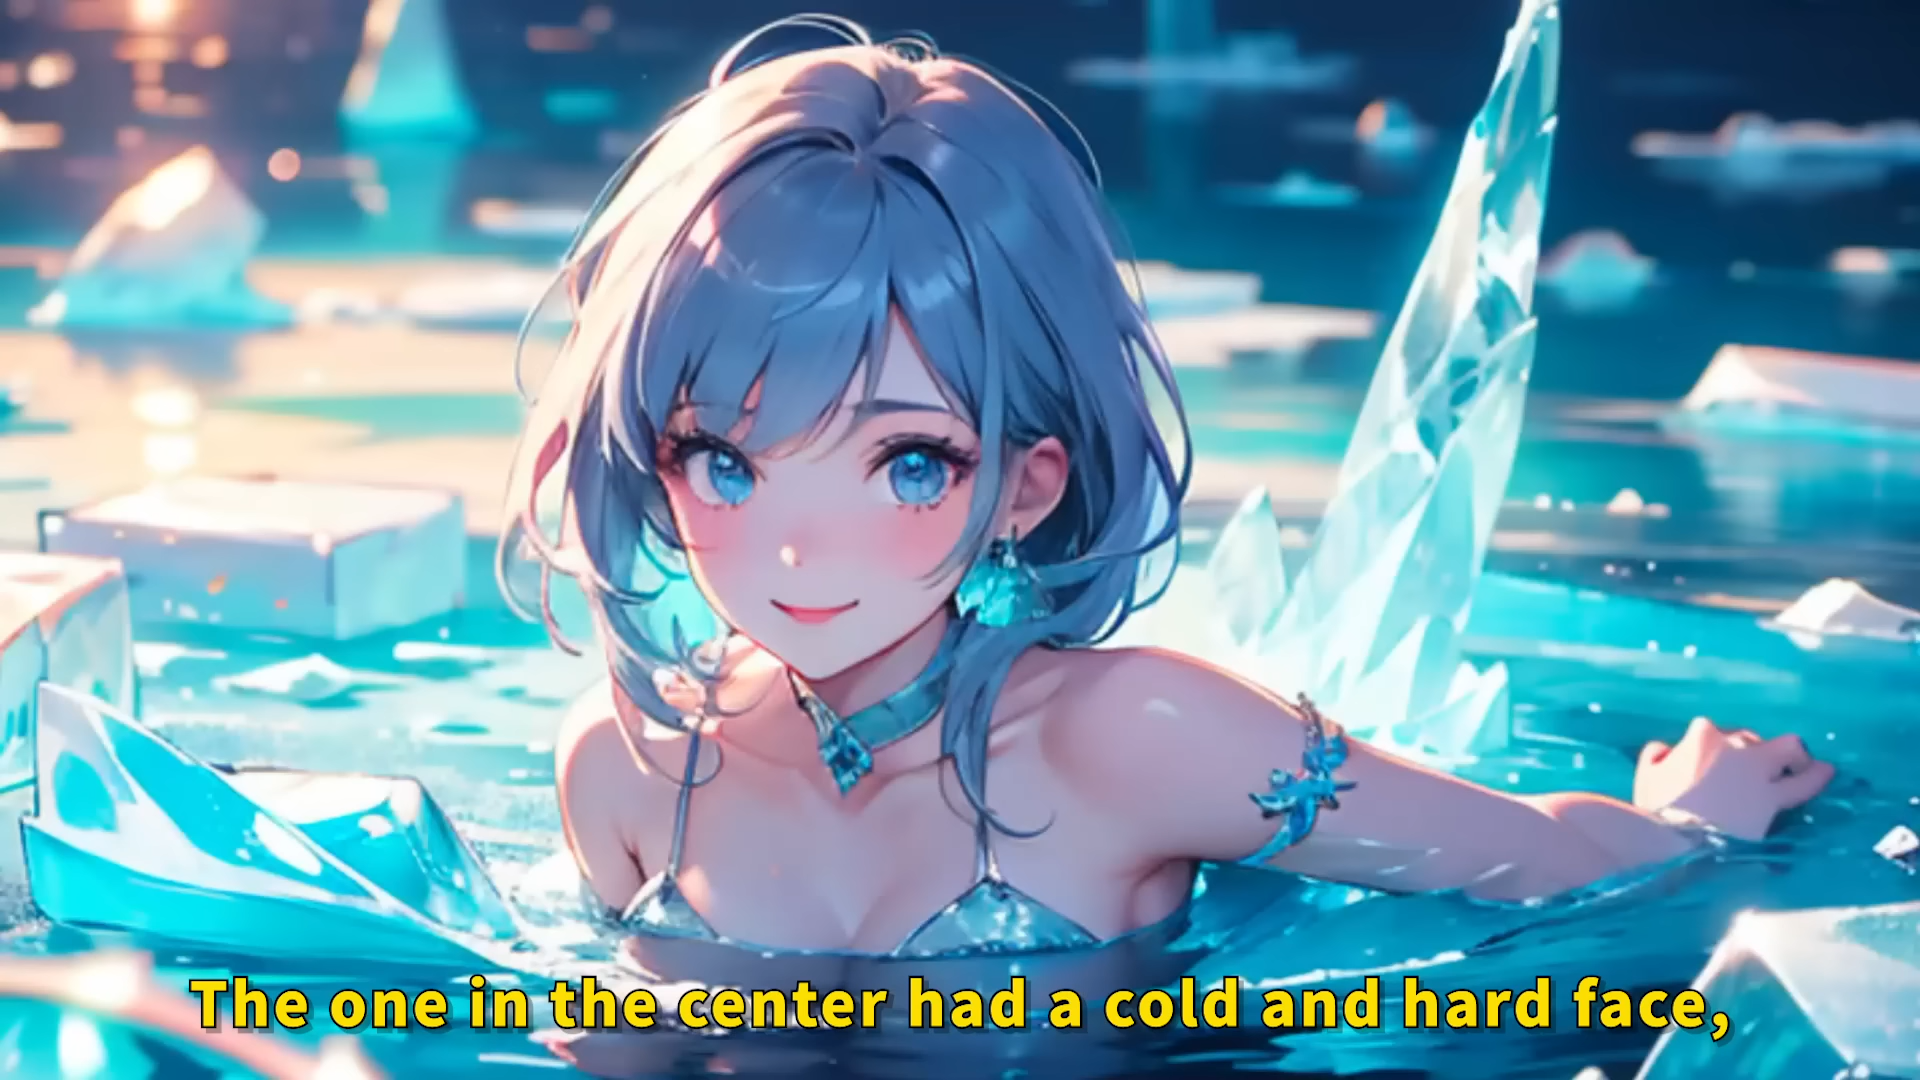 The one in the center had a cold and hard face,